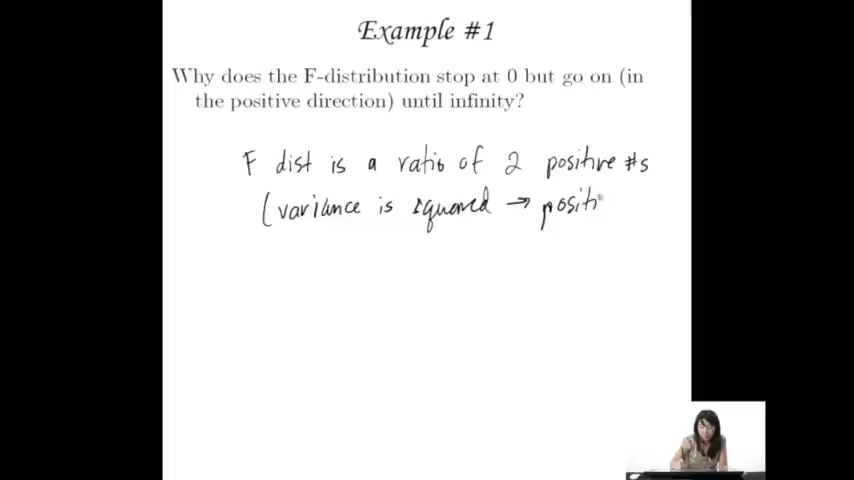 Example #1
Why does the F-distribution stop at 0 but go on (in
the positive direction) until infinity?
F dist is a ratio of 2 positive #s
(variance is squared → positi